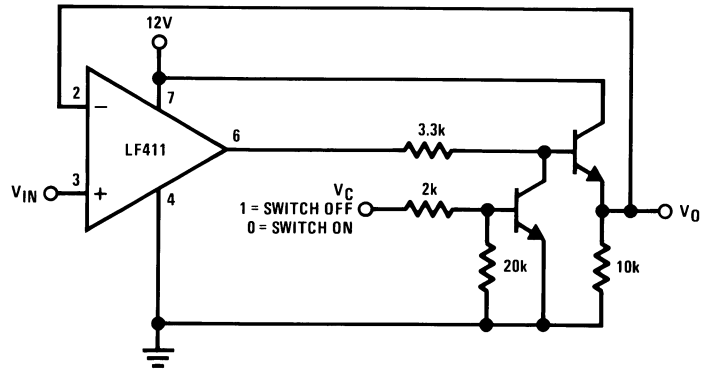 12V
2
7
−
3.3k
6
LF411
V_C
2k
3
V_IN
+
4
1 = SWITCH OFF
V_O
0 = SWITCH ON
20k
10k